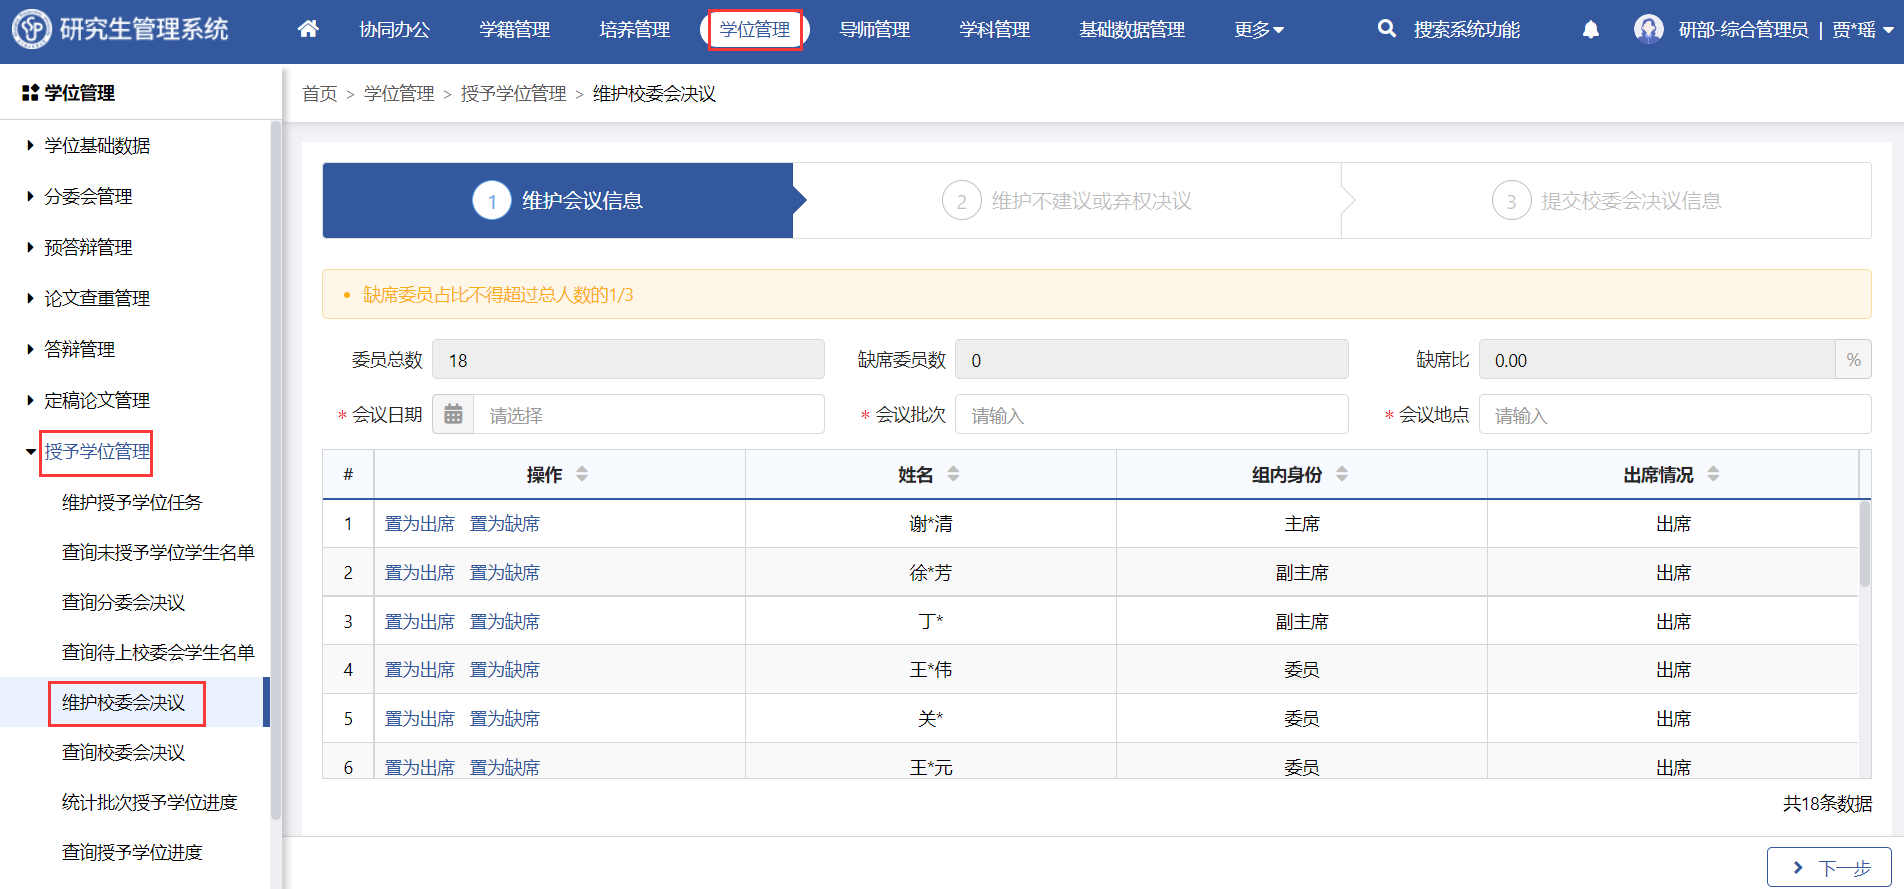 研究生管理系统
协同办公 学籍管理 培养管理 学位管理 导师管理 学科管理 基础数据管理 更多 搜索系统功能 研部-综合管理员 | 贾*瑶
学位管理
学位基础数据
分委会管理
预答辩管理
论文查重管理
答辩管理
定稿论文管理
授予学位管理
维护授予学位任务
查询未授予学位学生名单
查询分委会决议
查询待上校委会学生名单
维护校委会决议
查询校委会决议
统计批次授予学位进度
查询授予学位进度
首页 > 学位管理 > 授予学位管理 > 维护校委会决议
1 维护会议信息 2 维护不建议或弃权决议 3 提交校委会决议信息
• 缺席委员占比不得超过总人数的1/3
委员总数 18 缺席委员数 0 缺席比 0.00 %
* 会议日期 请选择 * 会议批次 请输入 * 会议地点 请输入
# 操作 姓名 组内身份 出席情况
1 置为出席 置为缺席 谢*清 主席 出席
2 置为出席 置为缺席 徐*芳 副主席 出席
3 置为出席 置为缺席 丁* 副主席 出席
4 置为出席 置为缺席 王*伟 委员 出席
5 置为出席 置为缺席 关* 委员 出席
6 置为出席 置为缺席 王*元 委员 出席
共18条数据
下一步